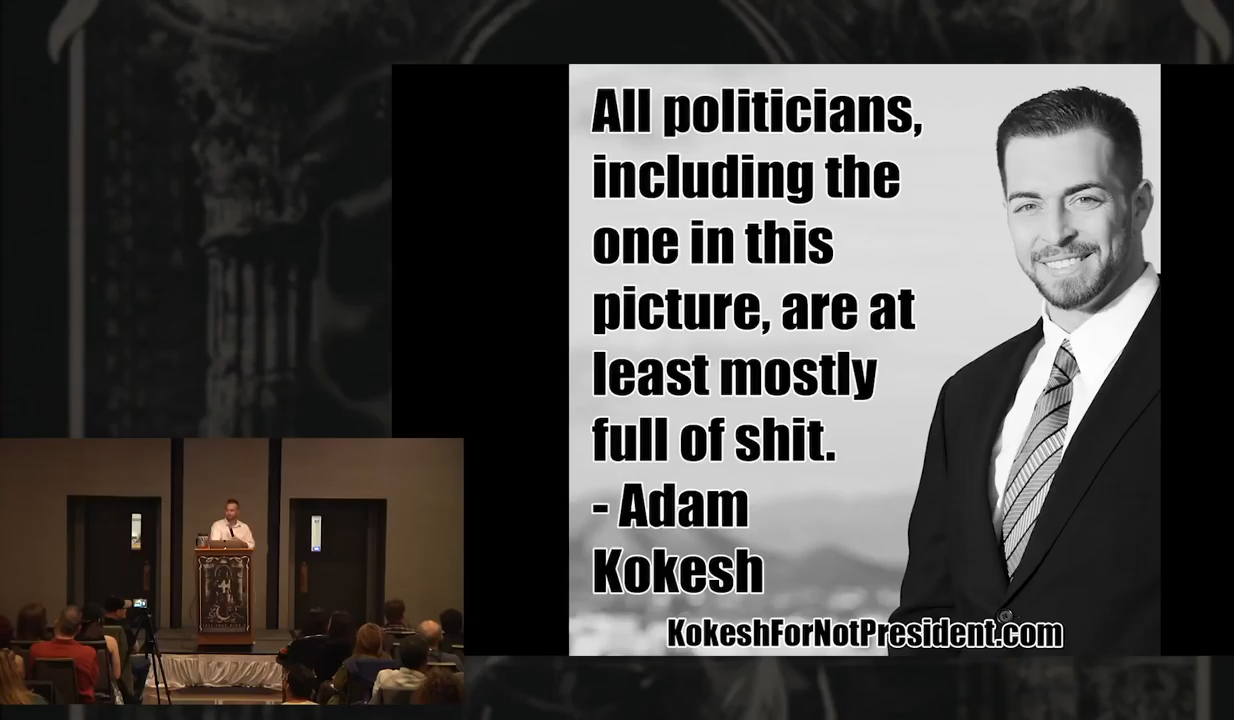 All politicians,
including the
one in this
picture, are at
least mostly
full of shit.
- Adam
Kokesh
KokeshForNotPresident.com